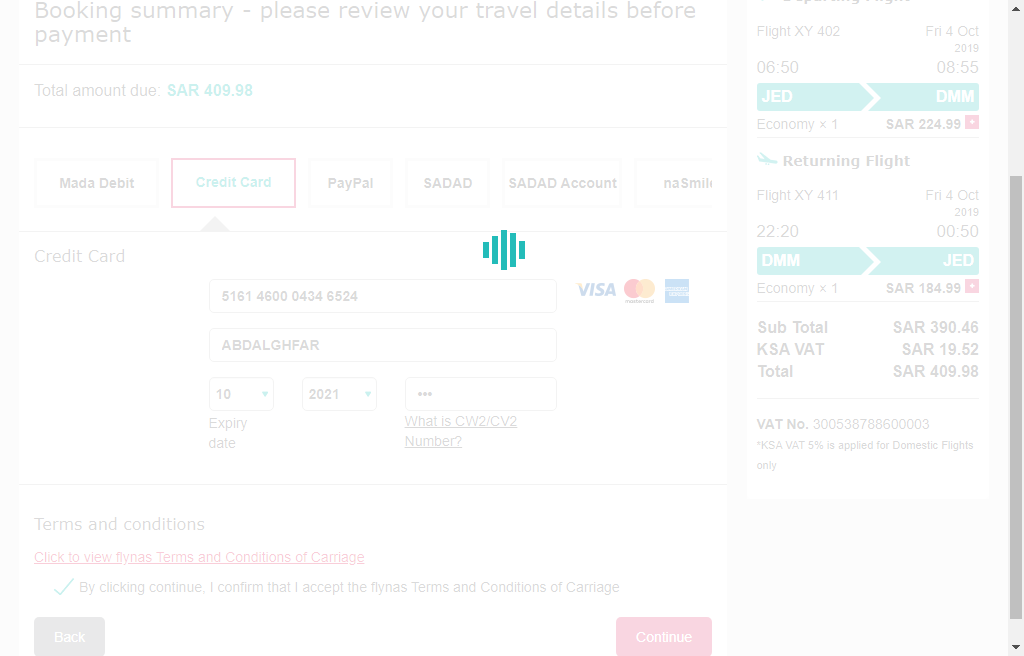 Booking summary - please review your travel details before
payment
Total amount due: SAR 409.98
Mada Debit
Credit Card
PayPal
SADAD
SADAD Account
naSmile
Credit Card
5161 4600 0434 6524
VISA
mastercard
ABDALGHFAR
10
2021
•••
Expiry
date
What is CW2/CV2
Number?
Terms and conditions
Click to view flynas Terms and Conditions of Carriage
By clicking continue, I confirm that I accept the flynas Terms and Conditions of Carriage
Back
Continue
Departing Flight
Flight XY 402
Fri 4 Oct
2019
06:50
08:55
JED
DMM
Economy × 1
SAR 224.99 +
Returning Flight
Flight XY 411
Fri 4 Oct
2019
22:20
00:50
DMM
JED
Economy × 1
SAR 184.99 +
Sub Total SAR 390.46
KSA VAT SAR 19.52
Total SAR 409.98
VAT No. 300538788600003
*KSA VAT 5% is applied for Domestic Flights
only